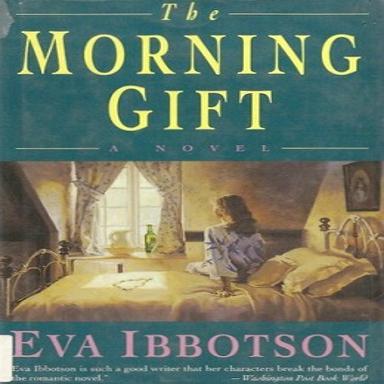 The
MORNING
GIFT
A NOVEL
EVA IBBOTSON
"Eva Ibbotson is such a good writer that her characters break the bonds of
the romantic novel." — Washington Post Book World